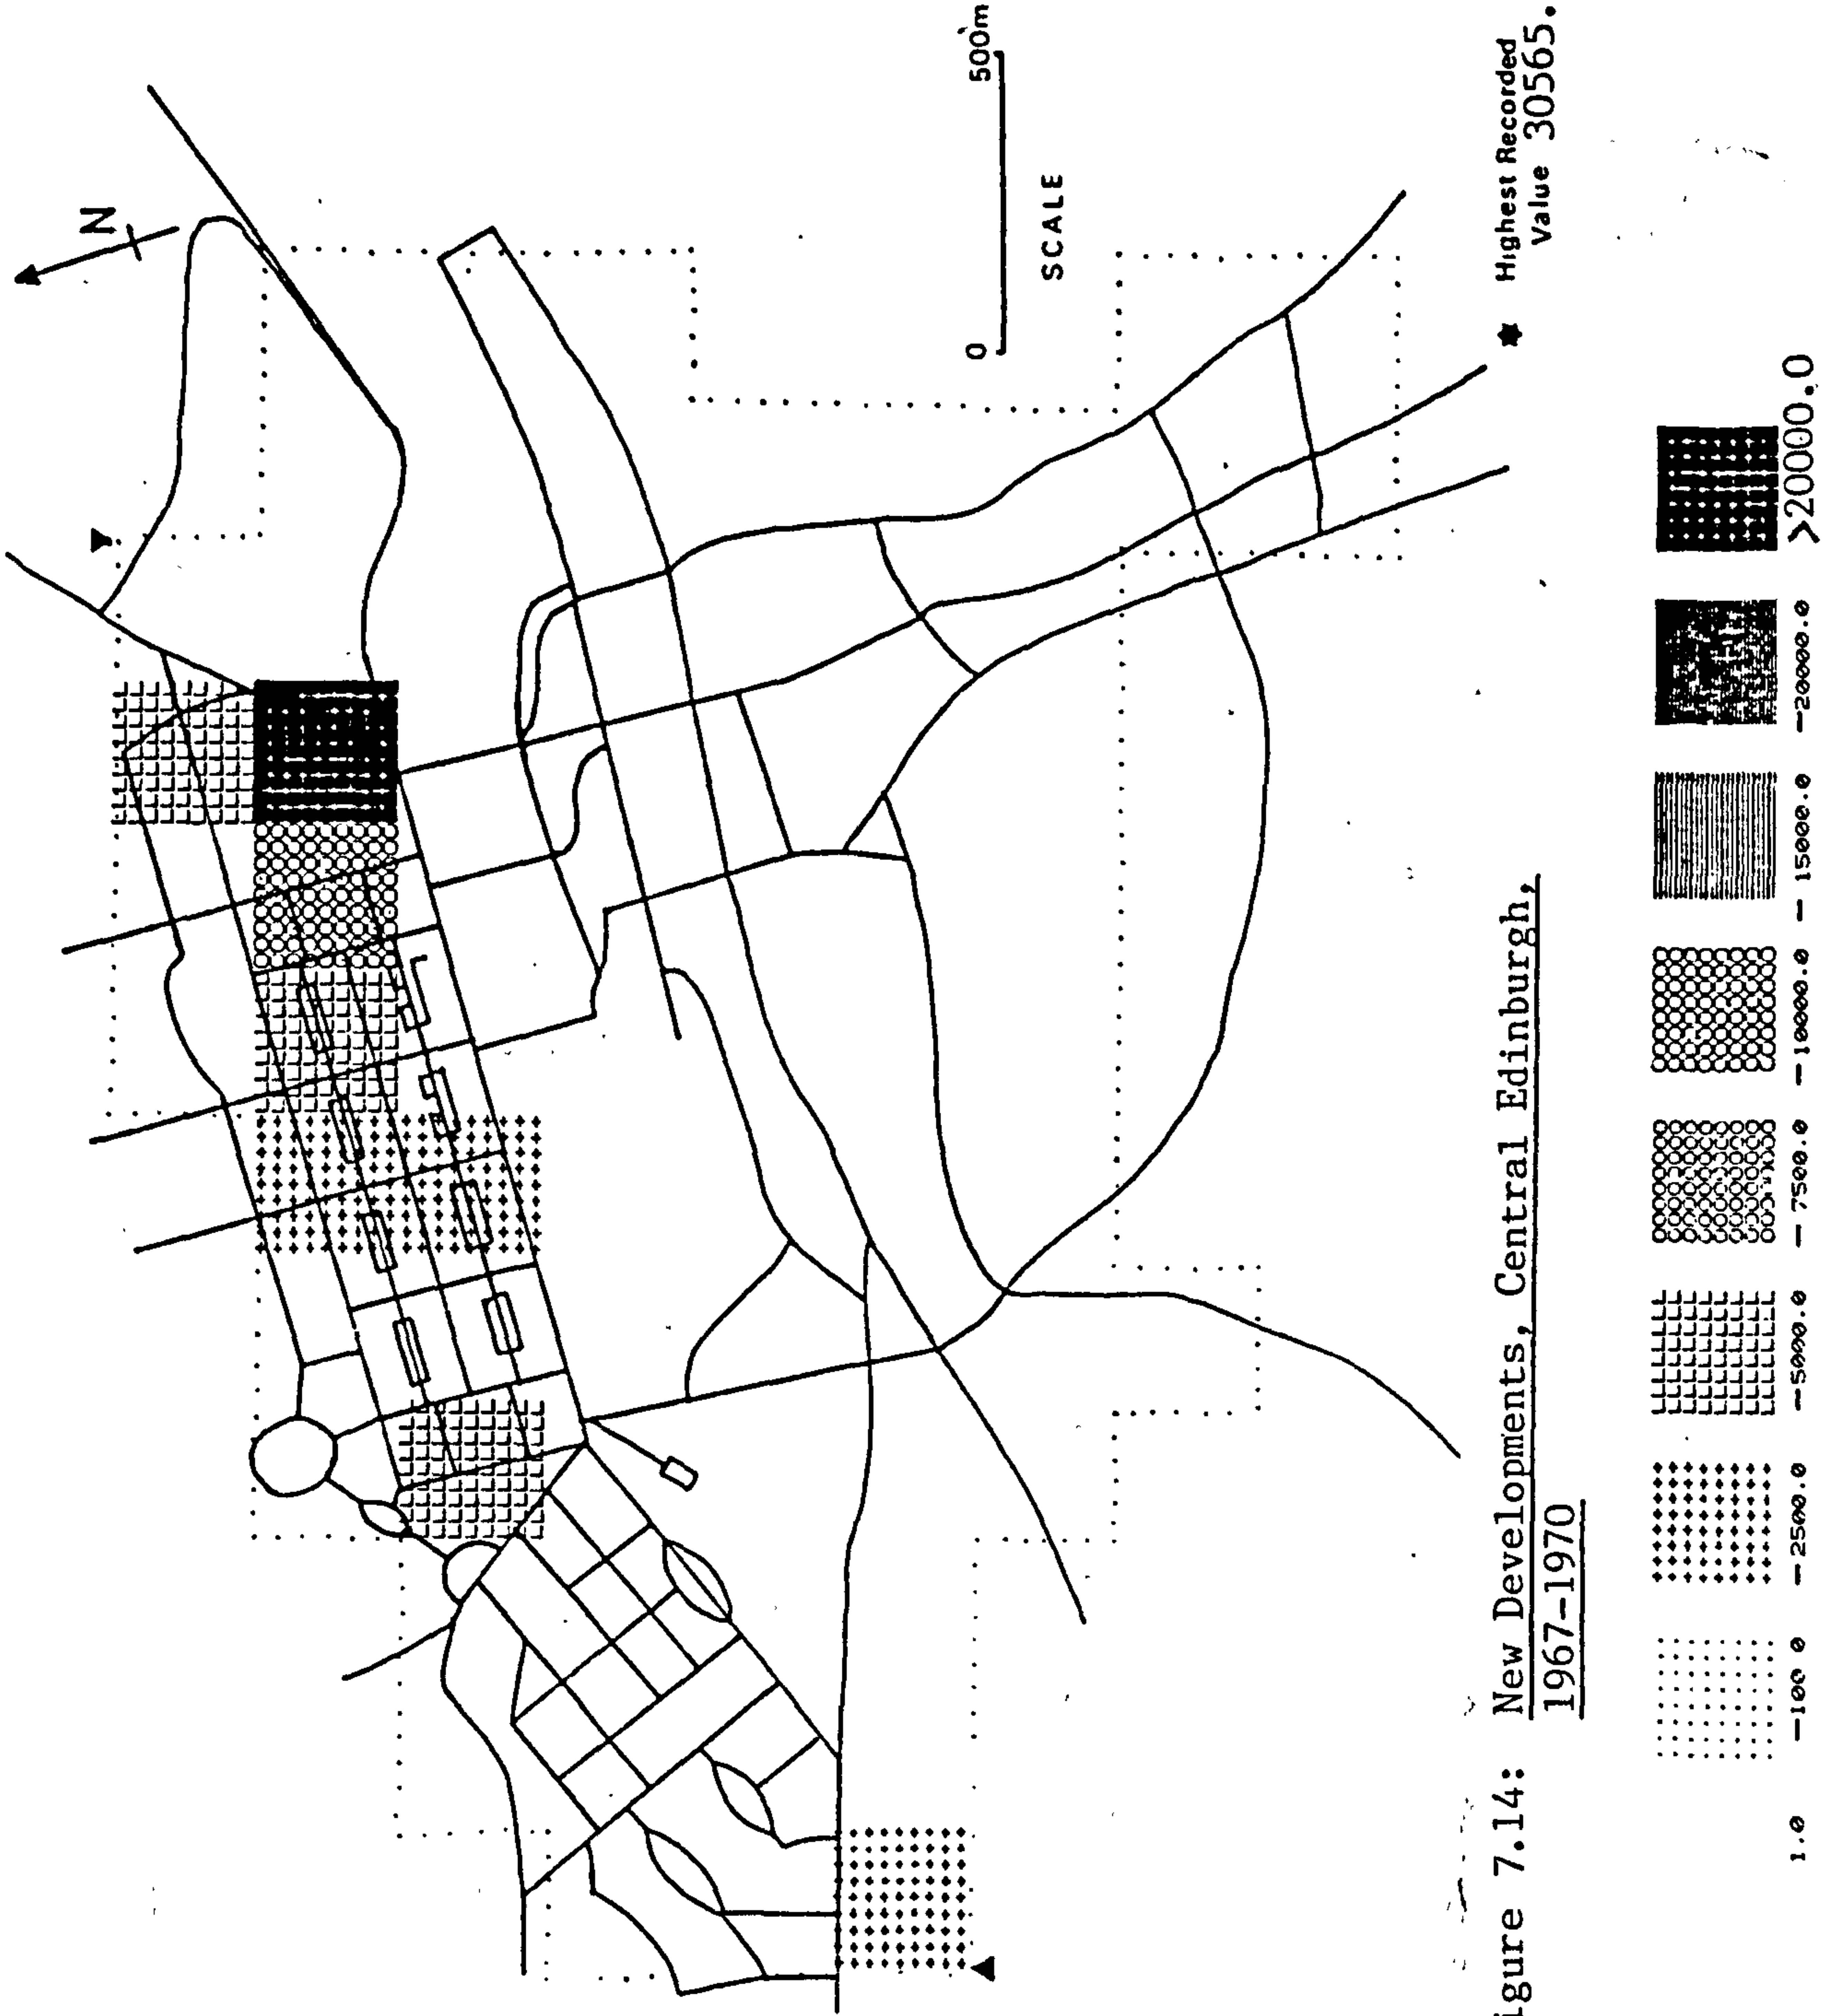 N
0 500m
SCALE
Highest Recorded
Value 30565.
igure 7.14: New Developments, Central Edinburgh,
1967-1970
1.0 -100 0 -2500.0 -5000.0 -7500.0 -10000.0 -15000.0 -20000.0 >20000.0